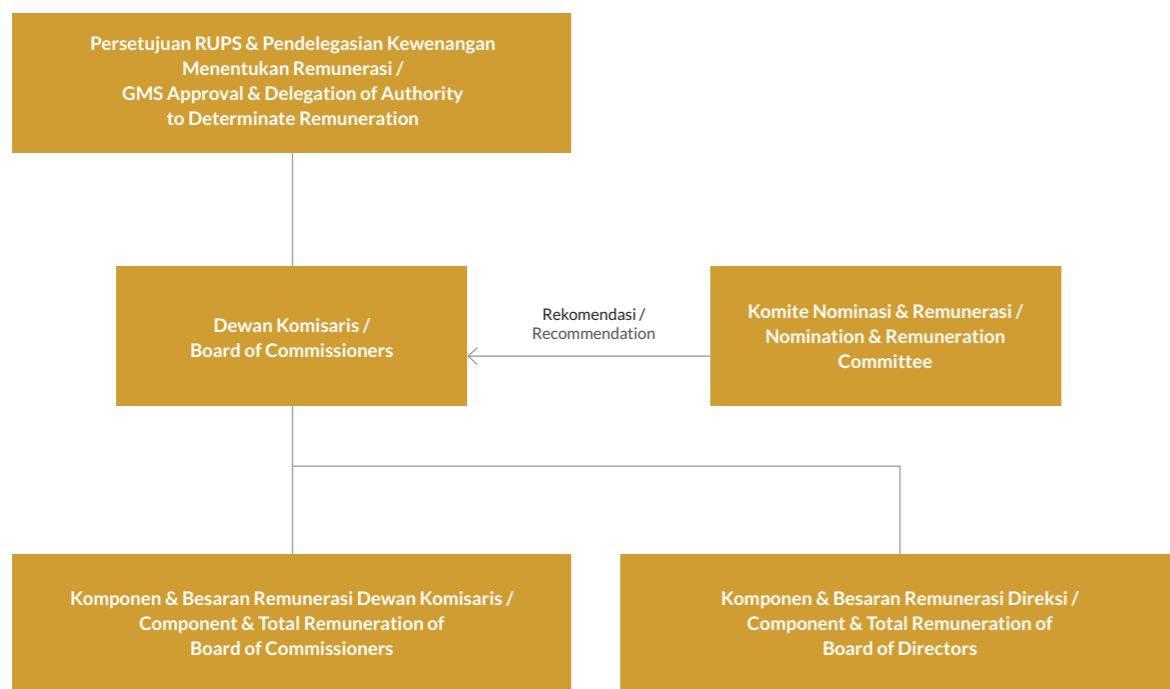 Persetujuan RUPS & Pendelegasian Kewenangan
Menentukan Remunerasi /
GMS Approval & Delegation of Authority
to Determinate Remuneration
Dewan Komisaris /
Board of Commissioners
Rekomendasi /
Recommendation
Komite Nominasi & Remunerasi /
Nomination & Remuneration
Committee
Komponen & Besaran Remunerasi Dewan Komisaris /
Component & Total Remuneration of
Board of Commissioners
Komponen & Besaran Remunerasi Direksi /
Component & Total Remuneration of
Board of Directors